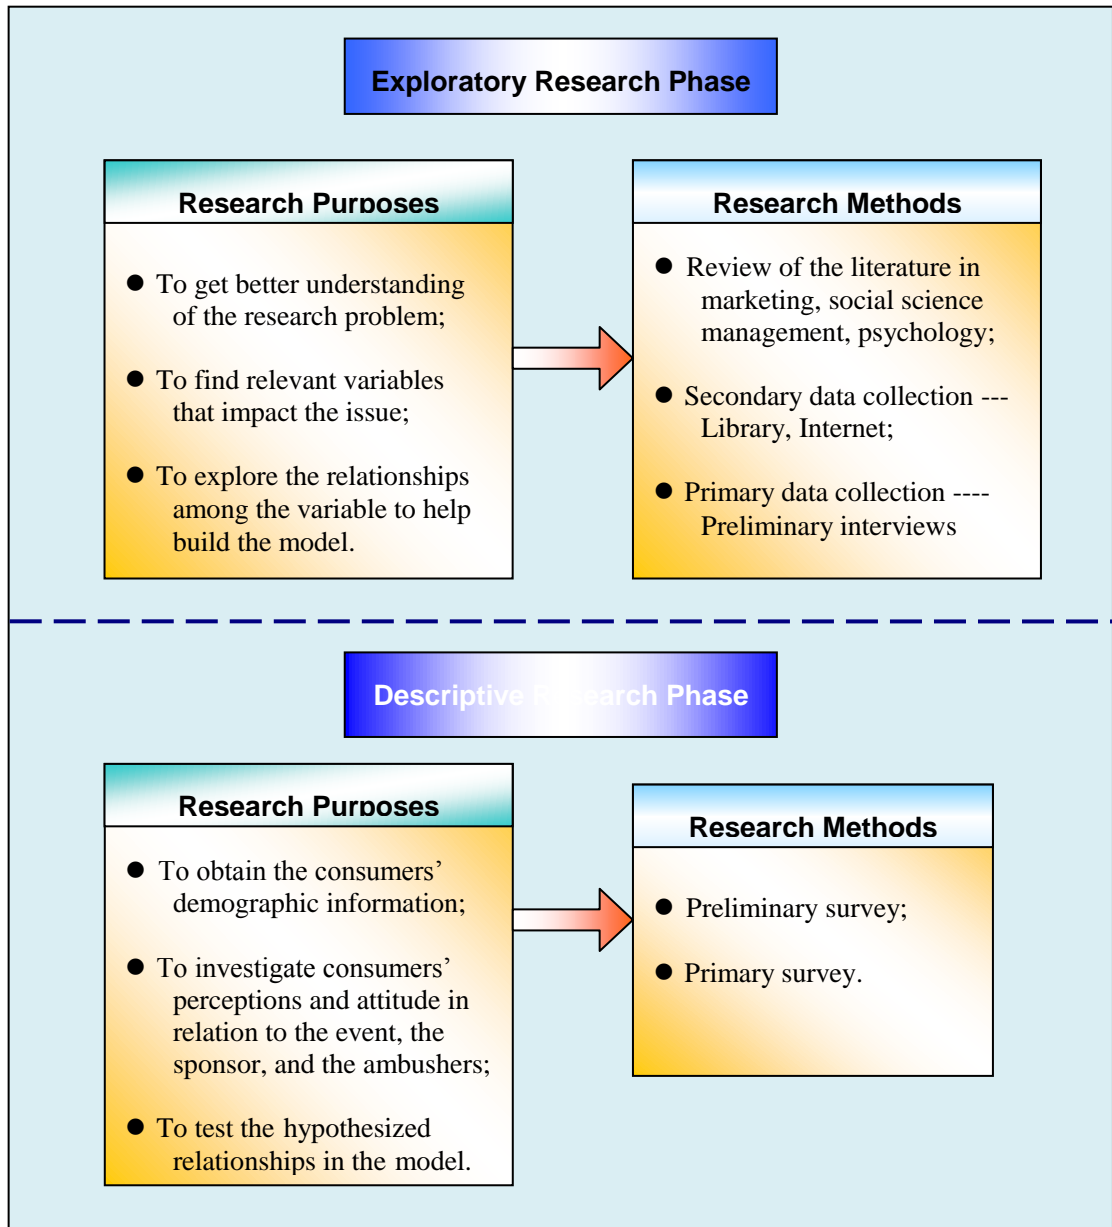 Exploratory Research Phase
Research Purposes
● To get better understanding
of the research problem;
● To find relevant variables
that impact the issue;
● To explore the relationships
among the variable to help
build the model.
Research Methods
● Review of the literature in
marketing, social science
management, psychology;
● Secondary data collection ---
Library, Internet;
● Primary data collection ----
Preliminary interviews
Descriptive Research Phase
Research Purposes
● To obtain the consumers’
demographic information;
● To investigate consumers’
perceptions and attitude in
relation to the event, the
sponsor, and the ambushers;
● To test the hypothesized
relationships in the model.
Research Methods
● Preliminary survey;
● Primary survey.